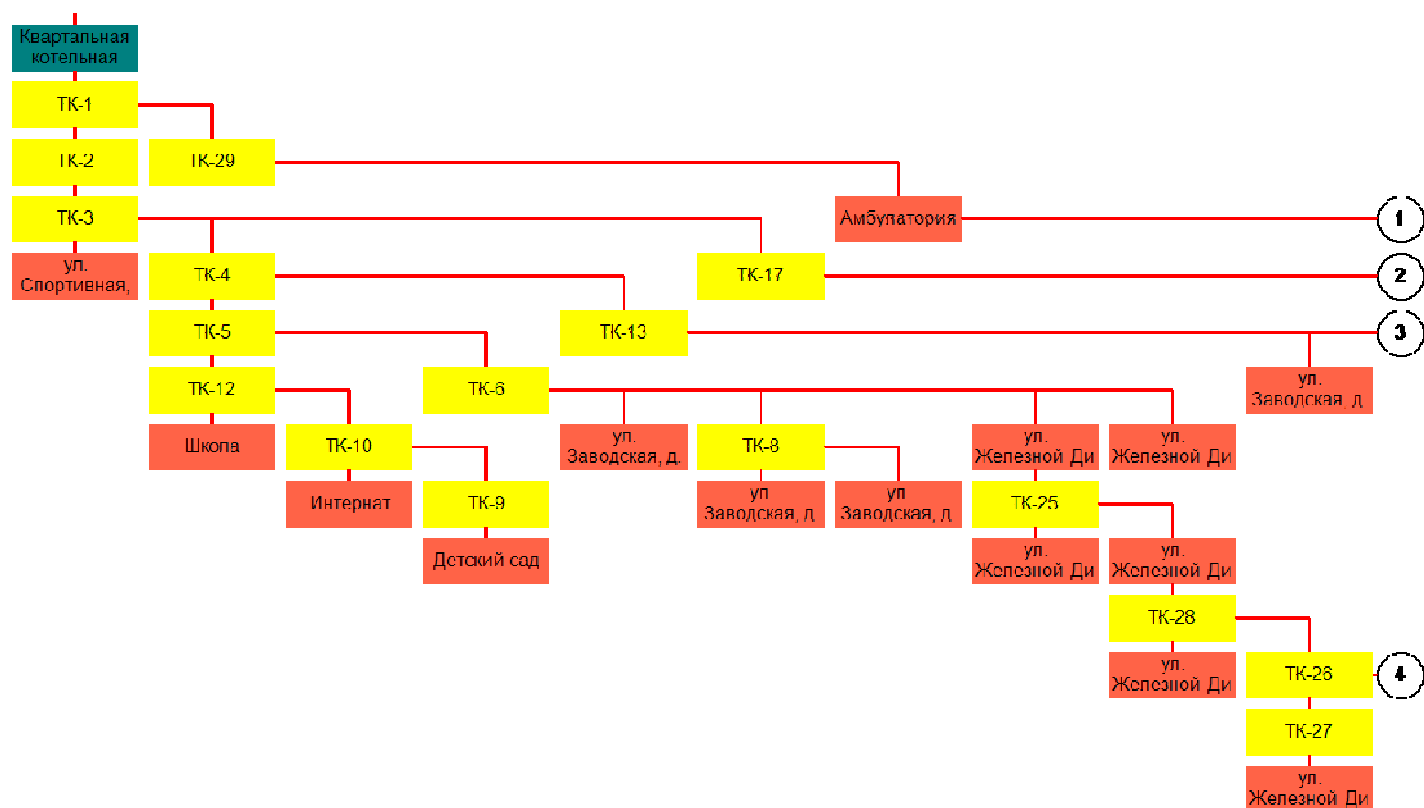 Квартальная
котельная
ТК-1
ТК-2
ТК-29
ТК-3
Амбулатория
1
ул.
Спортивная,
ТК-4
ТК-17
2
ТК-5
ТК-13
3
ТК-12
ТК-6
ул.
Заводская, д
Школа
ТК-10
ул.
Заводская, д.
ТК-8
ул.
Железной Ди
ул.
Железной Ди
Интернат
ТК-9
ул
Заводская, д
ул
Заводская, д
ТК-25
Детский сад
ул.
Железной Ди
ул.
Железной Ди
ТК-28
ул.
Железной Ди
ТК-26
4
ТК-27
ул.
Железной Ди